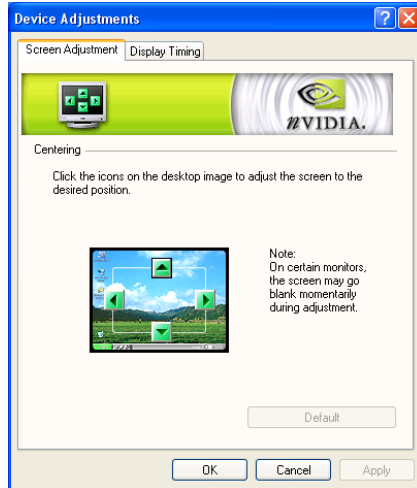 Device Adjustments
Screen Adjustment
Display Timing
nVIDIA.
Centering
Click the icons on the desktop image to adjust the screen to the
desired position.
Note:
On certain monitors,
the screen may go
blank momentarily
during adjustment.
Default
OK
Cancel
Apply